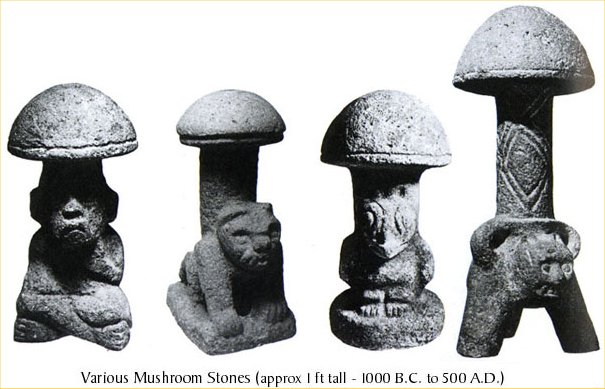 Various Mushroom Stones (approx 1 ft tall - 1000 B.C. to 500 A.D.)